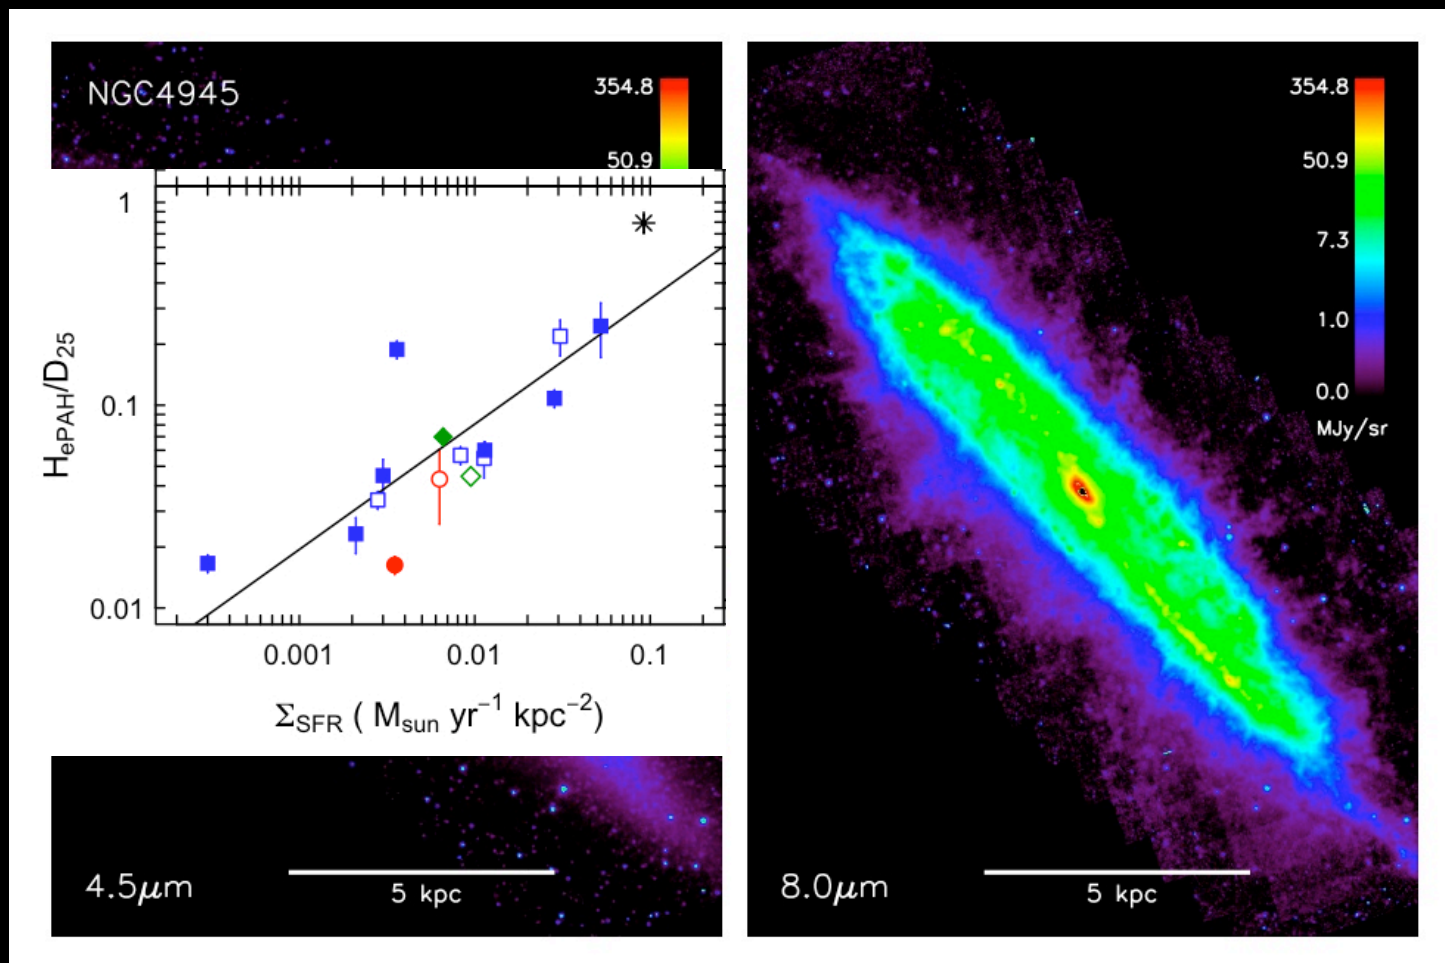 NGC4945
354.8
50.9
1
0.1
0.01
H_ePAH/D_25
0.001 0.01 0.1
Σ_SFR ( M_sun yr⁻¹ kpc⁻²)
4.5μm
5 kpc
354.8
50.9
7.3
1.0
0.0
MJy/sr
8.0μm
5 kpc